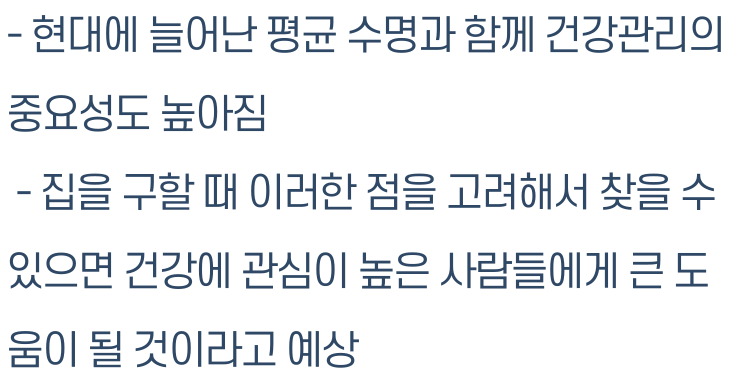 - 현대에 늘어난 평균 수명과 함께 건강관리의
중요성도 높아짐
- 집을 구할 때 이러한 점을 고려해서 찾을 수
있으면 건강에 관심이 높은 사람들에게 큰 도
움이 될 것이라고 예상